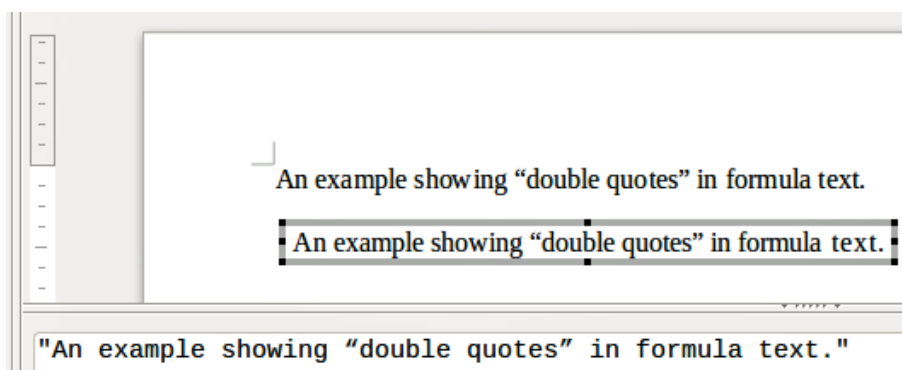 An example showing “double quotes” in formula text.
An example showing “double quotes” in formula text.
"An example showing “double quotes” in formula text."